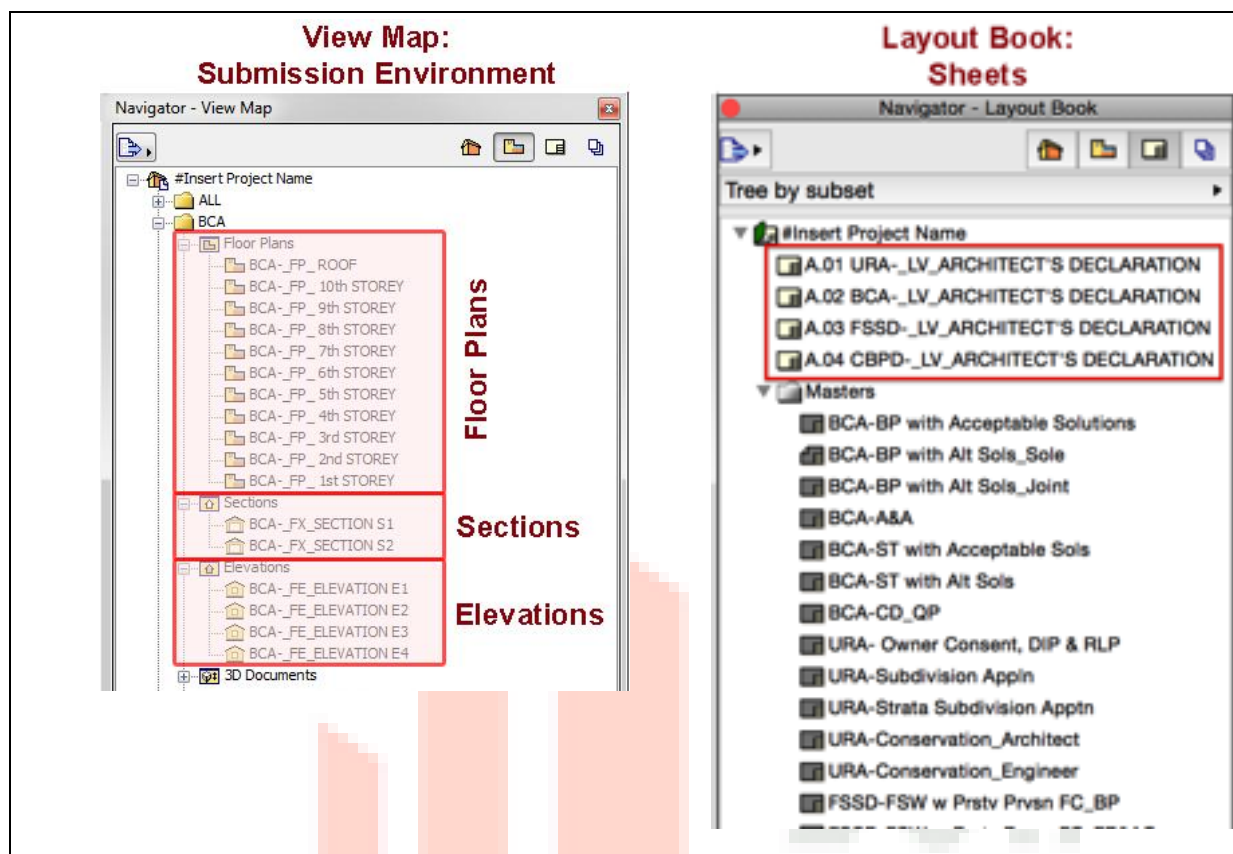 View Map:
Submission Environment
Navigator - View Map
#Insert Project Name
ALL
BCA
Floor Plans
BCA-_FP_ ROOF
BCA-_FP_ 10th STOREY
BCA-_FP_ 9th STOREY
BCA-_FP_ 8th STOREY
BCA-_FP_ 7th STOREY
BCA-_FP_ 6th STOREY
BCA-_FP_ 5th STOREY
BCA-_FP_ 4th STOREY
BCA-_FP_ 3rd STOREY
BCA-_FP_ 2nd STOREY
BCA-_FP_ 1st STOREY
Floor Plans
Sections
BCA-_FX_SECTION S1
BCA-_FX_SECTION S2
Sections
Elevations
BCA-_FE_ELEVATION E1
BCA-_FE_ELEVATION E2
BCA-_FE_ELEVATION E3
BCA-_FE_ELEVATION E4
Elevations
3D Documents
Layout Book:
Sheets
Navigator - Layout Book
Tree by subset
#Insert Project Name
A.01 URA-_LV_ARCHITECT'S DECLARATION
A.02 BCA-_LV_ARCHITECT'S DECLARATION
A.03 FSSD-_LV_ARCHITECT'S DECLARATION
A.04 CBPD-_LV_ARCHITECT'S DECLARATION
Masters
BCA-BP with Acceptable Solutions
BCA-BP with Alt Sols_Sole
BCA-BP with Alt Sols_Joint
BCA-A&A
BCA-ST with Acceptable Sols
BCA-ST with Alt Sols
BCA-CD_QP
URA- Owner Consent, DIP & RLP
URA-Subdivision Appln
URA-Strata Subdivision Apptn
URA-Conservation_Architect
URA-Conservation_Engineer
FSSD-FSW w Prstv Prvsn FC_BP